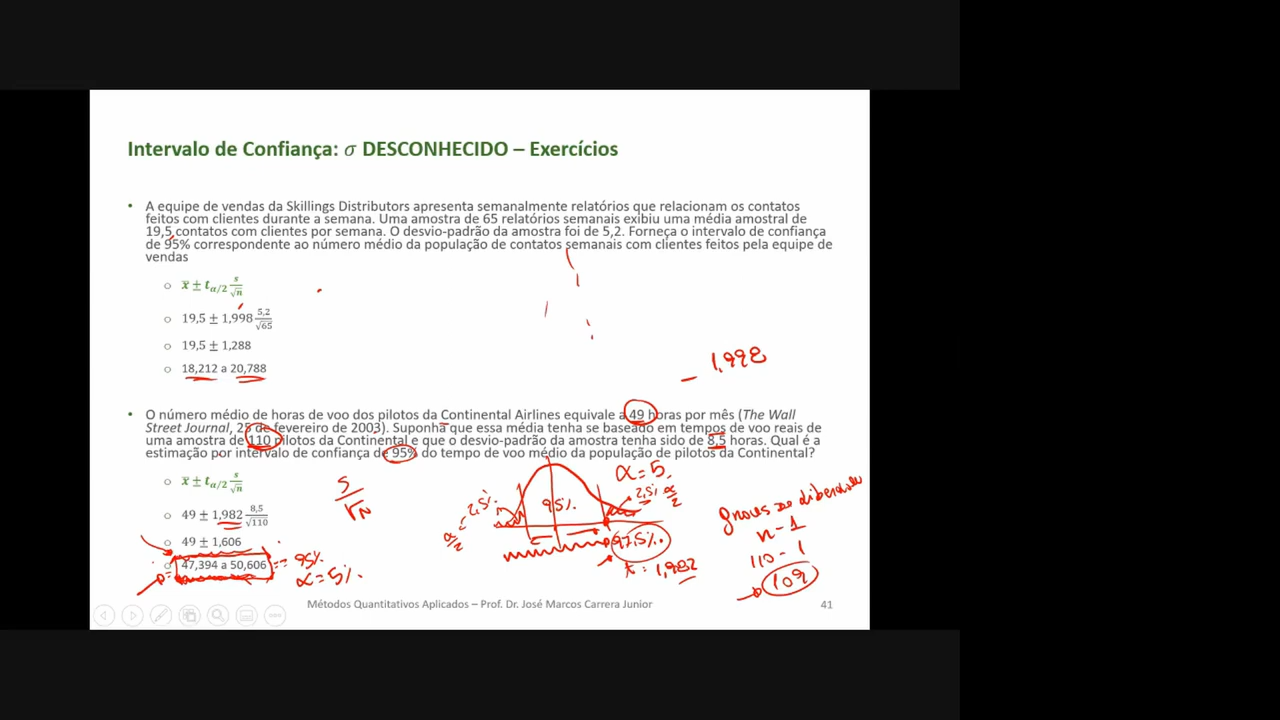 Intervalo de Confiança: σ DESCONHECIDO – Exercícios
• A equipe de vendas da Skillings Distributors apresenta semanalmente relatórios que relacionam os contatos
feitos com clientes durante a semana. Uma amostra de 65 relatórios semanais exibiu uma média amostral de
19,5 contatos com clientes por semana. O desvio-padrão da amostra foi de 5,2. Forneça o intervalo de confiança
de 95% correspondente ao número médio da população de contatos semanais com clientes feitos pela equipe de
vendas
o x̅ ± t_{α/2} s/√n
o 19,5 ± 1,998 5,2/√65
o 19,5 ± 1,288
o 18,212 a 20,788
1,998
• O número médio de horas de voo dos pilotos da Continental Airlines equivale a 49 horas por mês (The Wall
Street Journal, 25 de fevereiro de 2003). Suponha que essa média tenha se baseado em tempos de voo reais de
uma amostra de 110 pilotos da Continental e que o desvio-padrão da amostra tenha sido de 8,5 horas. Qual é a
estimação por intervalo de confiança de 95% do tempo de voo médio da população de pilotos da Continental?
o x̅ ± t_{α/2} s/√n
o 49 ± 1,982 8,5/√110
o 49 ± 1,606
o 47,394 a 50,606
95%
α = 5%
S/√N
α/2 = 2,5%
95%
α = 5%
2,5% α/2
97,5%
t: 1,982
graus de liberdade
n - 1
110 - 1
109
Métodos Quantitativos Aplicados – Prof. Dr. José Marcos Carrera Junior
41